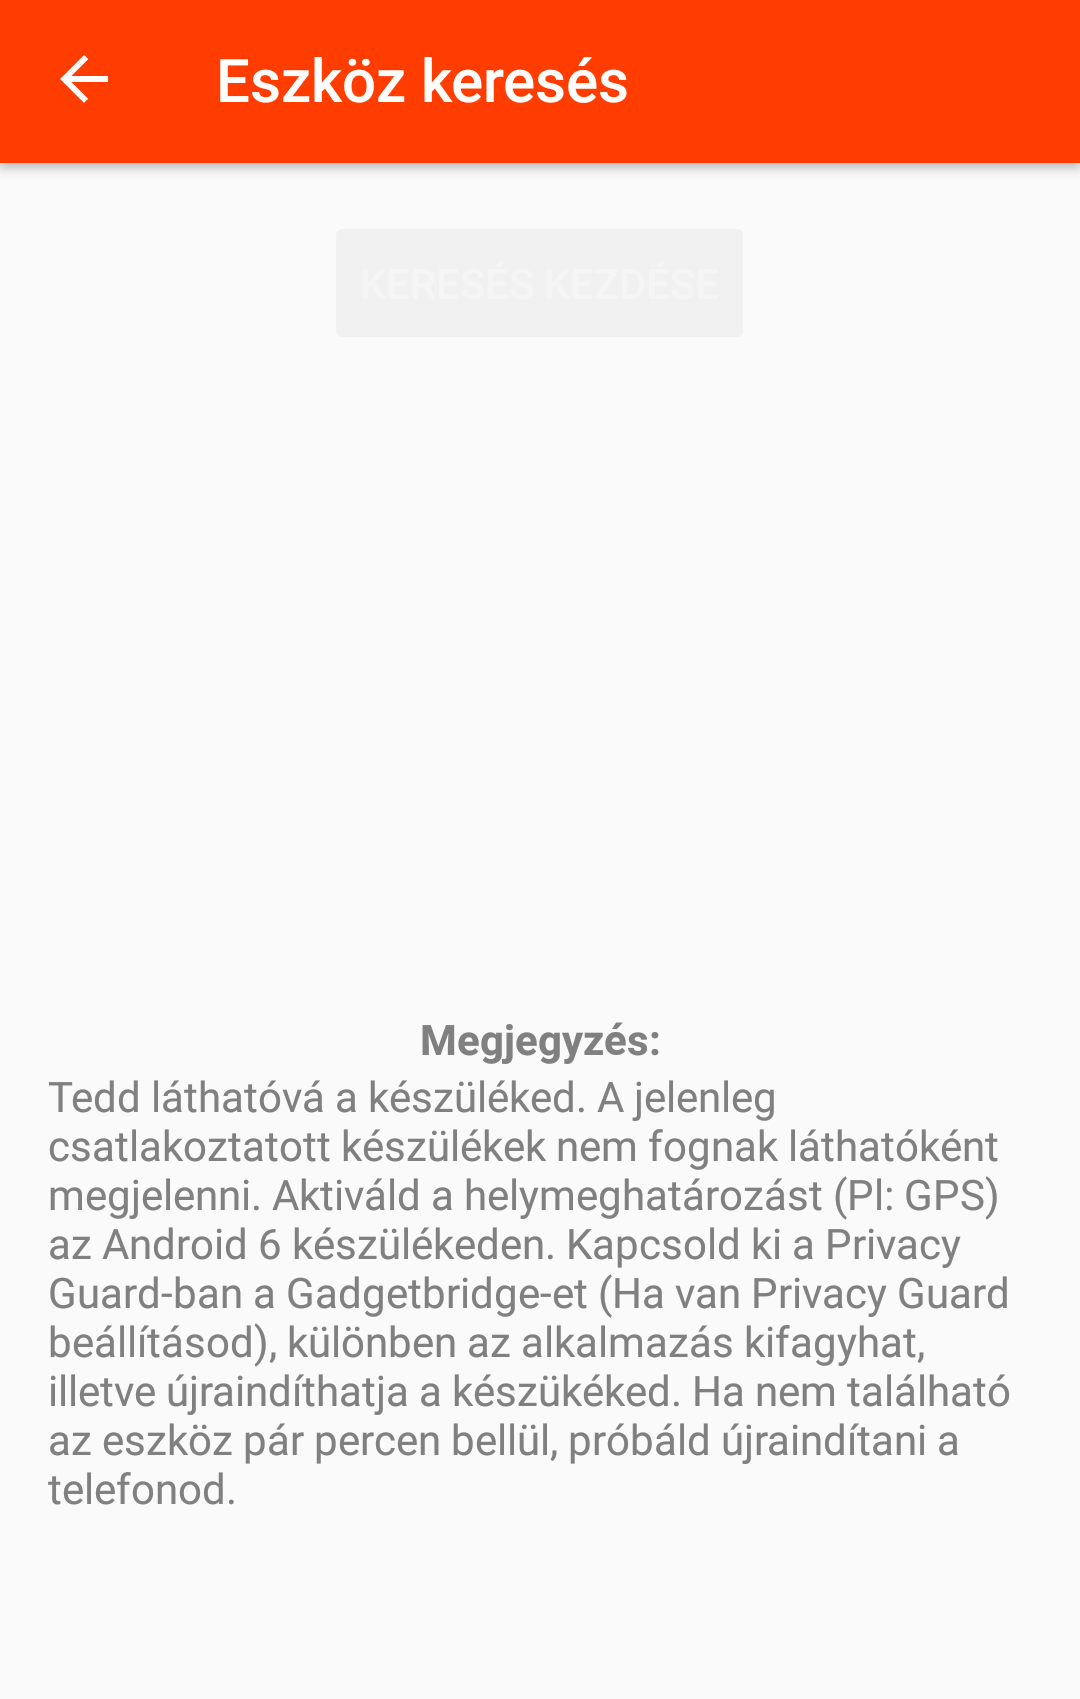 Eszköz keresés
KERESÉS KEZDÉSE
Megjegyzés:
Tedd láthatóvá a készüléked. A jelenleg
csatlakoztatott készülékek nem fognak láthatóként
megjelenni. Aktiváld a helymeghatározást (Pl: GPS)
az Android 6 készülékeden. Kapcsold ki a Privacy
Guard-ban a Gadgetbridge-et (Ha van Privacy Guard
beállításod), különben az alkalmazás kifagyhat,
illetve újraindíthatja a készükéked. Ha nem található
az eszköz pár percen bellül, próbáld újraindítani a
telefonod.